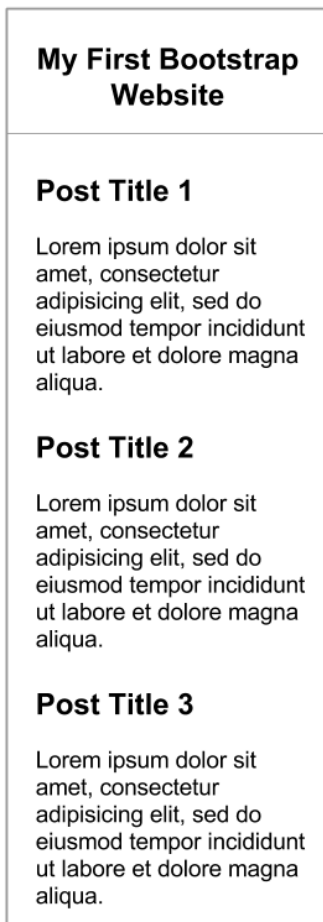 My First Bootstrap
Website
Post Title 1
Lorem ipsum dolor sit
amet, consectetur
adipisicing elit, sed do
eiusmod tempor incididunt
ut labore et dolore magna
aliqua.
Post Title 2
Lorem ipsum dolor sit
amet, consectetur
adipisicing elit, sed do
eiusmod tempor incididunt
ut labore et dolore magna
aliqua.
Post Title 3
Lorem ipsum dolor sit
amet, consectetur
adipisicing elit, sed do
eiusmod tempor incididunt
ut labore et dolore magna
aliqua.